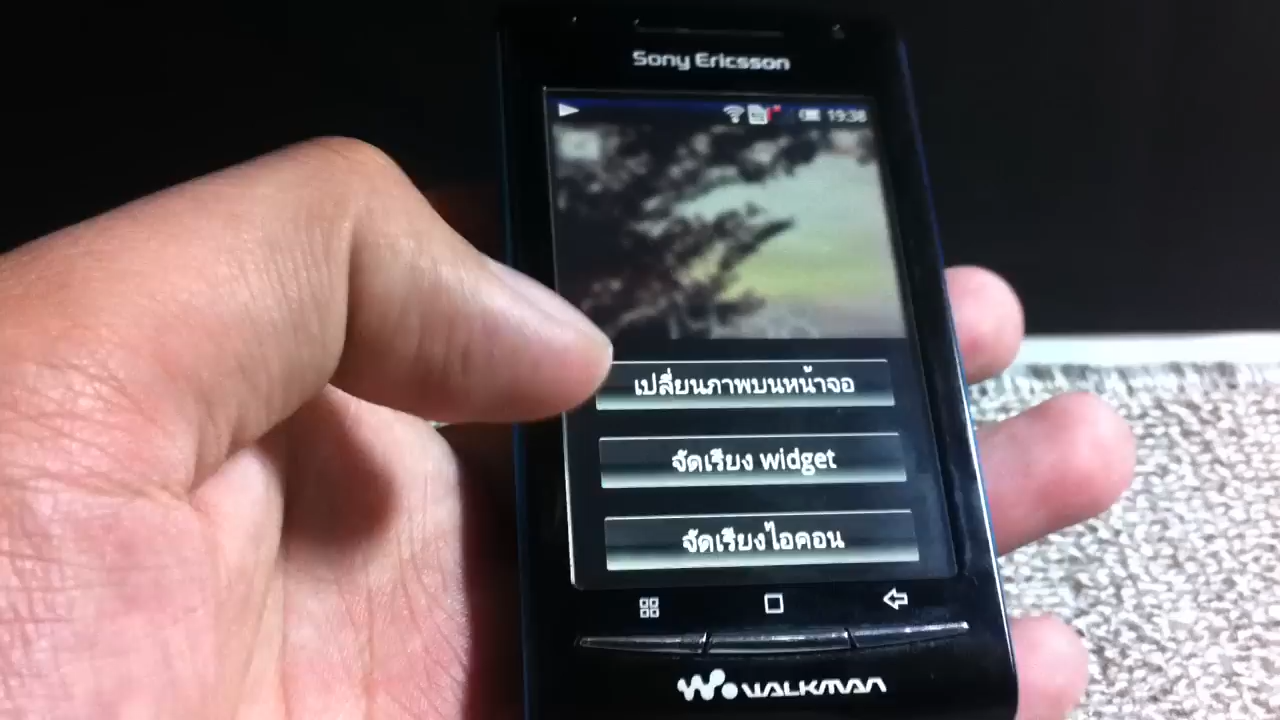 Sony Ericsson
19:38
เปลี่ยนภาพบนหน้าจอ
จัดเรียง widget
จัดเรียงไอคอน
WALKMAN